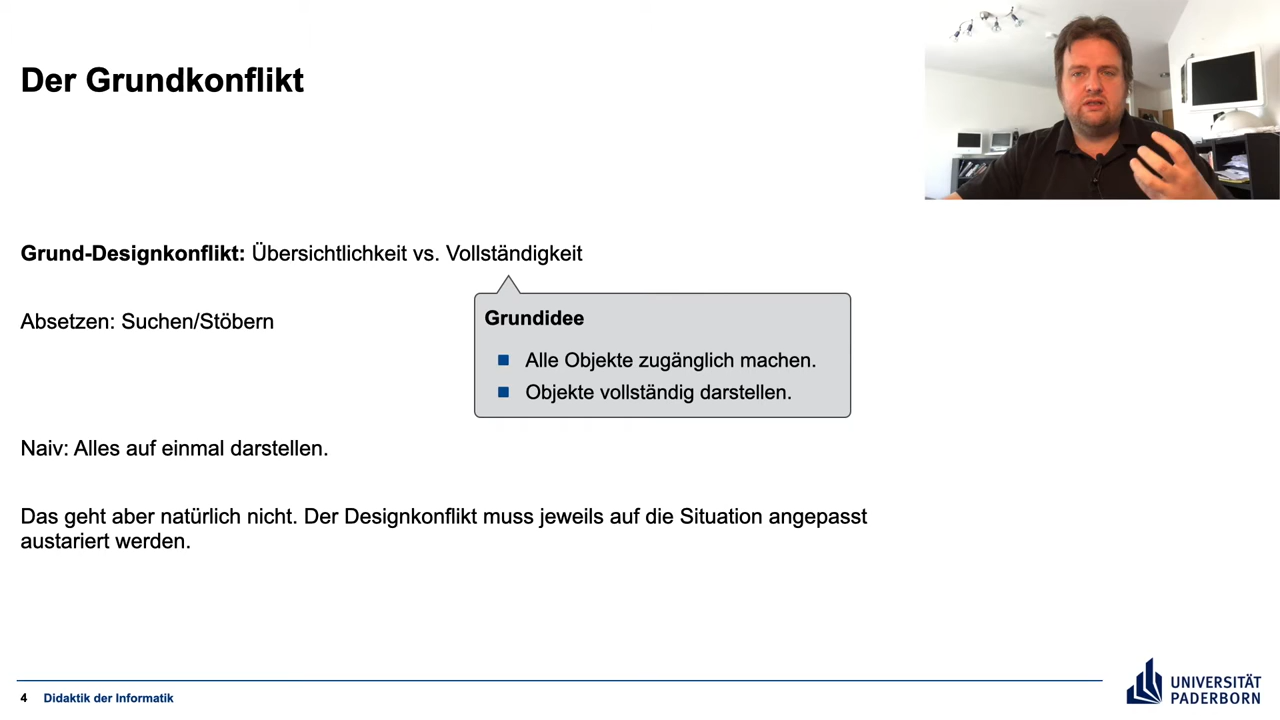 Der Grundkonflikt
Grund-Designkonflikt: Übersichtlichkeit vs. Vollständigkeit
Absetzen: Suchen/Stöbern
Grundidee
Alle Objekte zugänglich machen.
Objekte vollständig darstellen.
Naiv: Alles auf einmal darstellen.
Das geht aber natürlich nicht. Der Designkonflikt muss jeweils auf die Situation angepasst
austariert werden.
4 Didaktik der Informatik
UNIVERSITÄT
PADERBORN